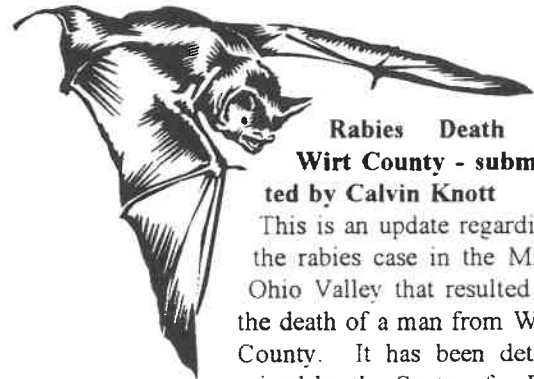 Rabies Death
Wirt County - subm
ted by Calvin Knott
This is an update regardi
the rabies case in the M
Ohio Valley that resulted
the death of a man from W
County. It has been det